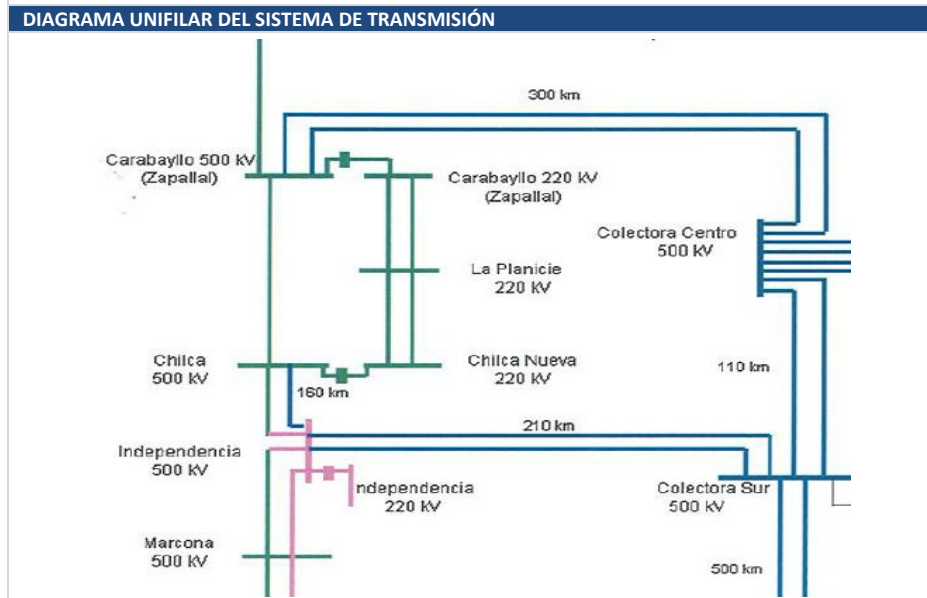 DIAGRAMA UNIFILAR DEL SISTEMA DE TRANSMISIÓN
300 km
Carabayllo 500 kV
(Zapallal)
Carabayllo 220 kV
(Zapallal)
Colectora Centro
500 kV
La Planicie
220 kV
Chilca
500 kV
Chilca Nueva
220 kV
110 km
160 km
210 km
Independencia
500 kV
ndependencia
220 kV
Colectora Sur
500 kV
Marcona
500 kV
500 km